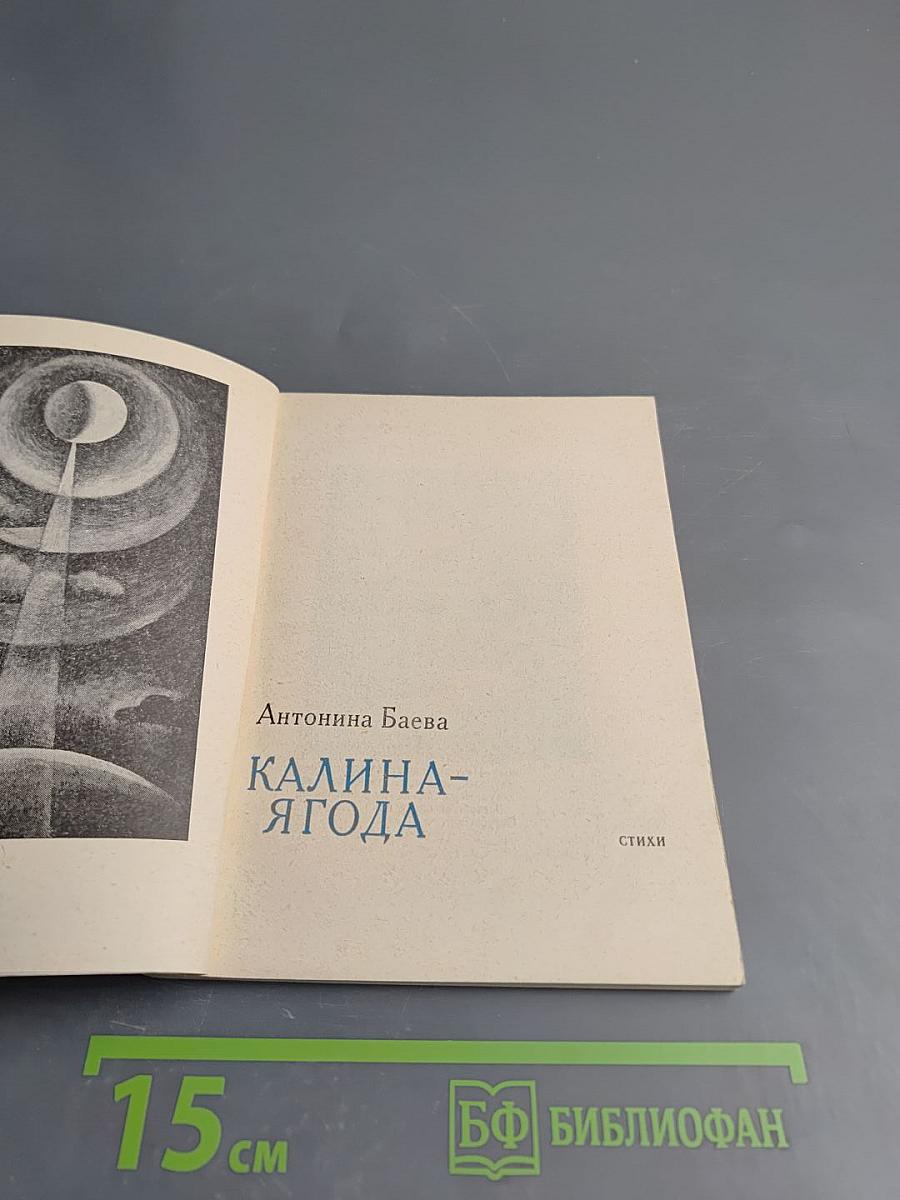 Антонина Баева
КАЛИНА-
ЯГОДА
СТИХИ
15 см
БФ БИБЛИОФАН